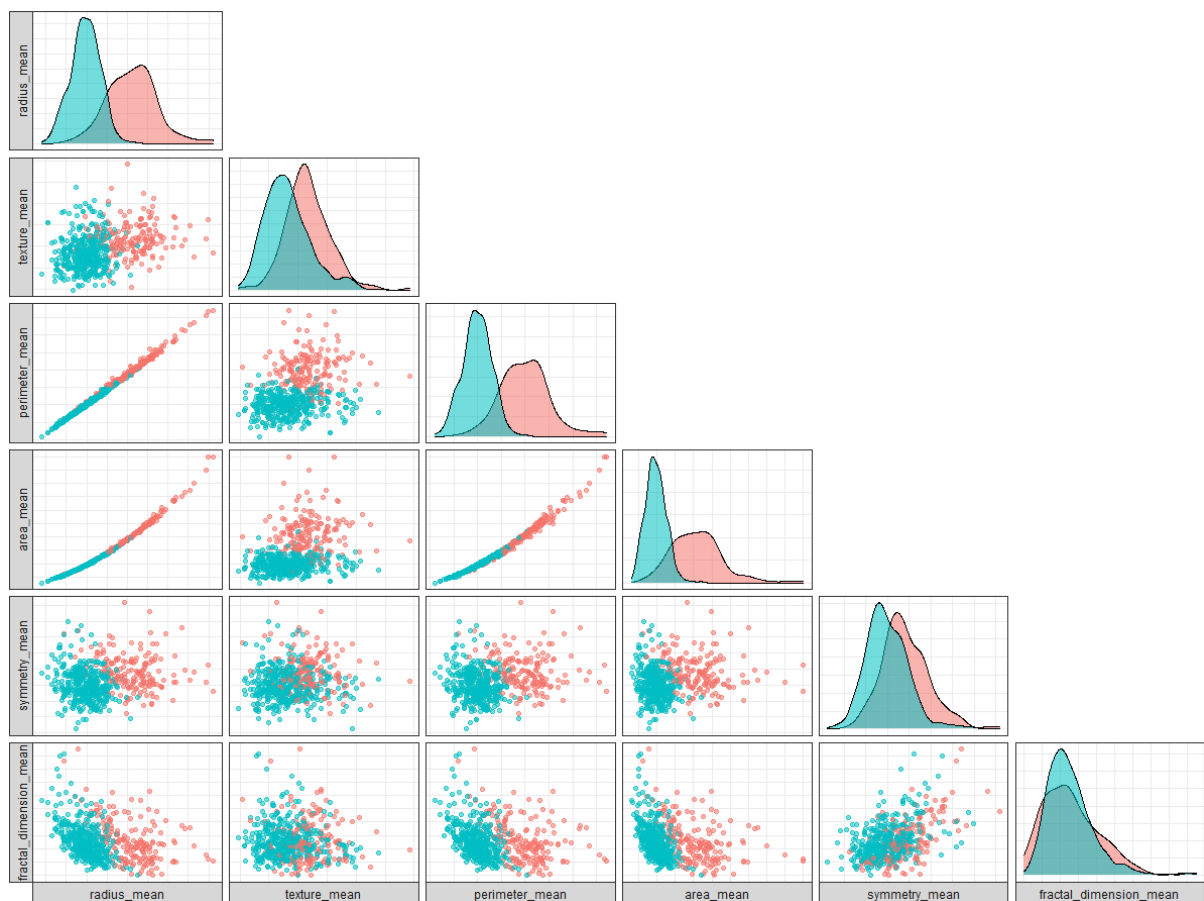 radius_mean
texture_mean
perimeter_mean
area_mean
symmetry_mean
fractal_dimension_mean
radius_mean
texture_mean
perimeter_mean
area_mean
symmetry_mean
fractal_dimension_mean